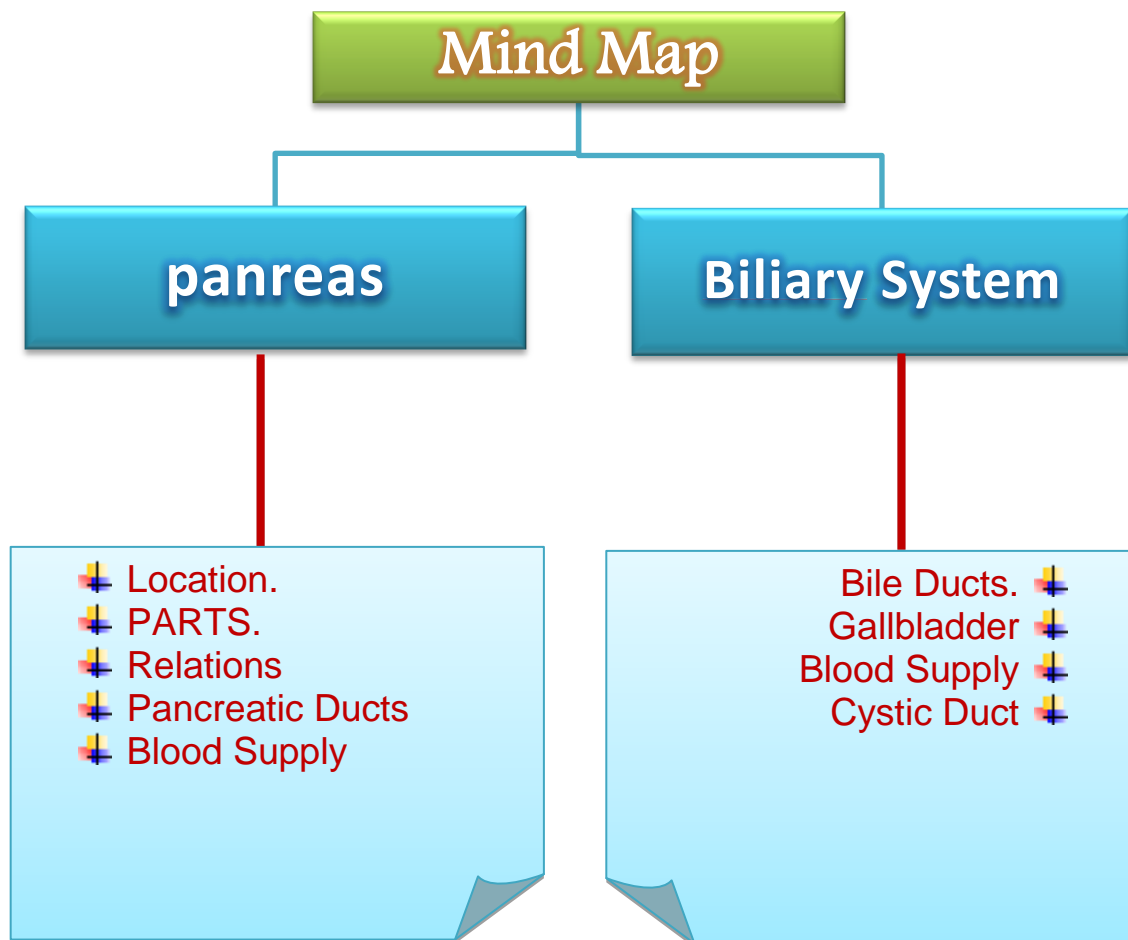 Mind Map
panreas
Biliary System
Location.
PARTS.
Relations
Pancreatic Ducts
Blood Supply
Bile Ducts.
Gallbladder
Blood Supply
Cystic Duct